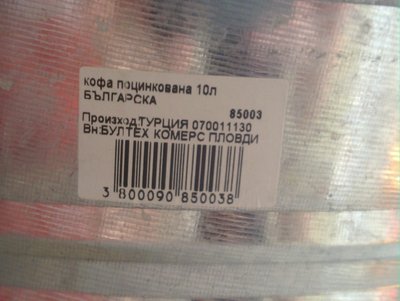 кофа поцинкована 10л
БЪЛГАРСКА
85003
Произход:ТУРЦИЯ 070011130
Вн:БУЛТЕХ КОМЕРС ПЛОВДИ
3 800090 850038